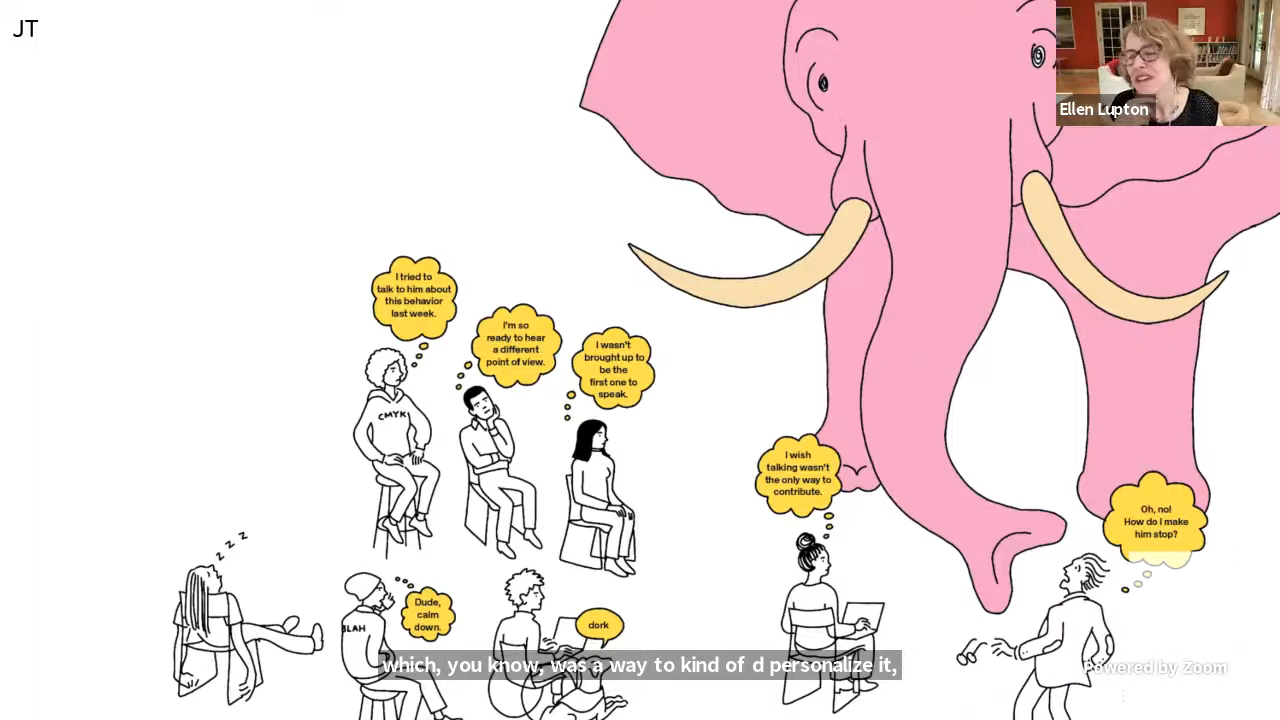 JT
Ellen Lupton
I tried to
talk to him about
this behavior
last week.
I'm so
ready to hear
a different
point of view.
I wasn't
brought up to
be the
first one to
speak.
CMYK
I wish
talking wasn't
the only way to
contribute.
Oh, no!
How do I make
him stop?
z z z
Dude,
calm
down.
BLAH
dork
which, you know, was a way to kind of d personalize it,
Powered by Zoom